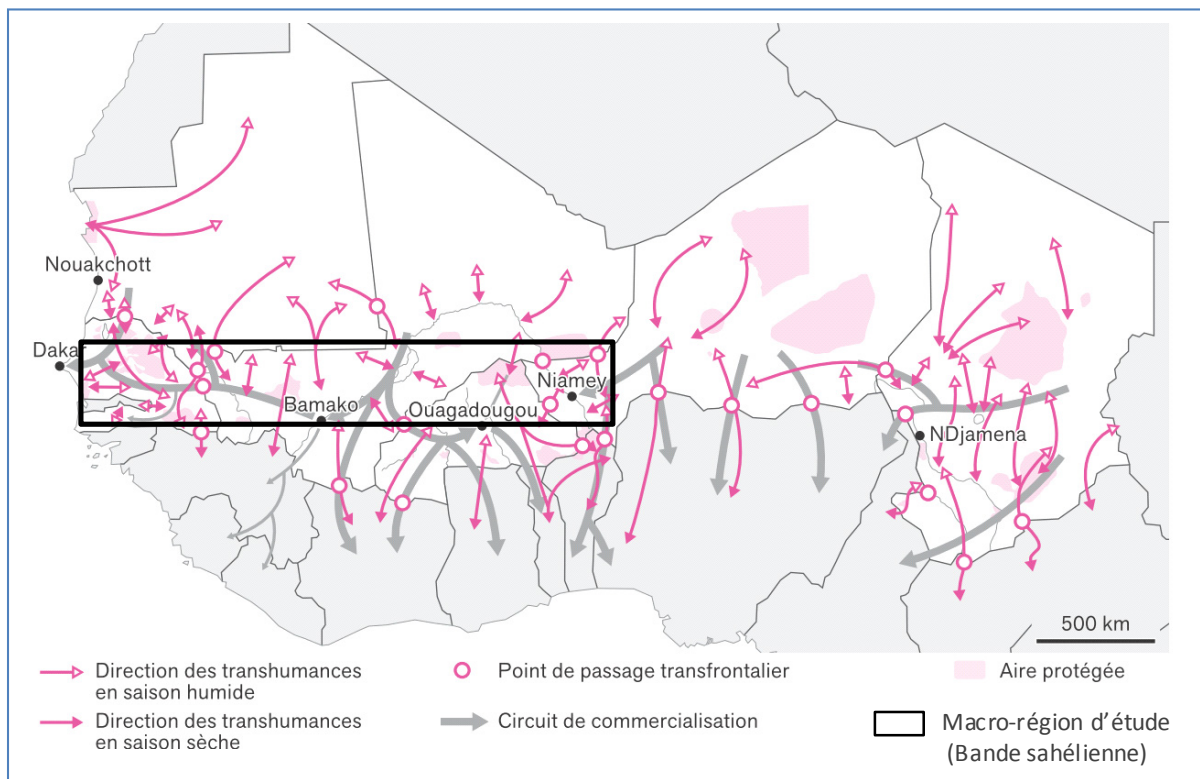 Nouakchott
Daka
Niamey
Bamako
Ouagadougou
NDjamena
500 km
Direction des transhumances
en saison humide
Point de passage transfrontalier
Aire protégée
Direction des transhumances
en saison sèche
Circuit de commercialisation
Macro-région d'étude
(Bande sahélienne)